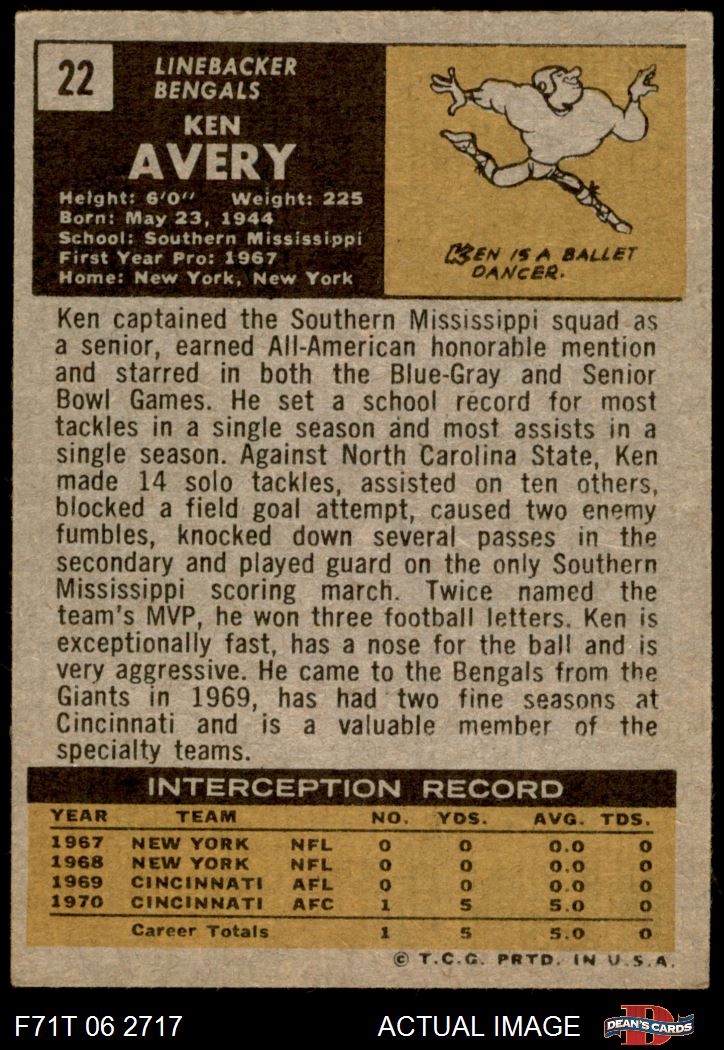 22
LINEBACKER
BENGALS
KEN
AVERY
Height: 6'0" Weight: 225
Born: May 23, 1944
School: Southern Mississippi
First Year Pro: 1967
Home: New York, New York
KEN IS A BALLET
DANCER.
Ken captained the Southern Mississippi squad as
a senior, earned All-American honorable mention
and starred in both the Blue-Gray and Senior
Bowl Games. He set a school record for most
tackles in a single season and most assists in a
single season. Against North Carolina State, Ken
made 14 solo tackles, assisted on ten others,
blocked a field goal attempt, caused two enemy
fumbles, knocked down several passes in the
secondary and played guard on the only Southern
Mississippi scoring march. Twice named the
team's MVP, he won three football letters. Ken is
exceptionally fast, has a nose for the ball and is
very aggressive. He came to the Bengals from the
Giants in 1969, has had two fine seasons at
Cincinnati and is a valuable member of the
specialty teams.
INTERCEPTION RECORD
YEAR TEAM NO. YDS. AVG. TDS.
1967 NEW YORK NFL 0 0 0.0 0
1968 NEW YORK NFL 0 0 0.0 0
1969 CINCINNATI AFL 0 0 0.0 0
1970 CINCINNATI AFC 1 5 5.0 0
Career Totals 1 5 5.0 0
© T.C.G. PRTD. IN U.S.A.
F71T 06 2717 ACTUAL IMAGE D DEAN'S CARDS